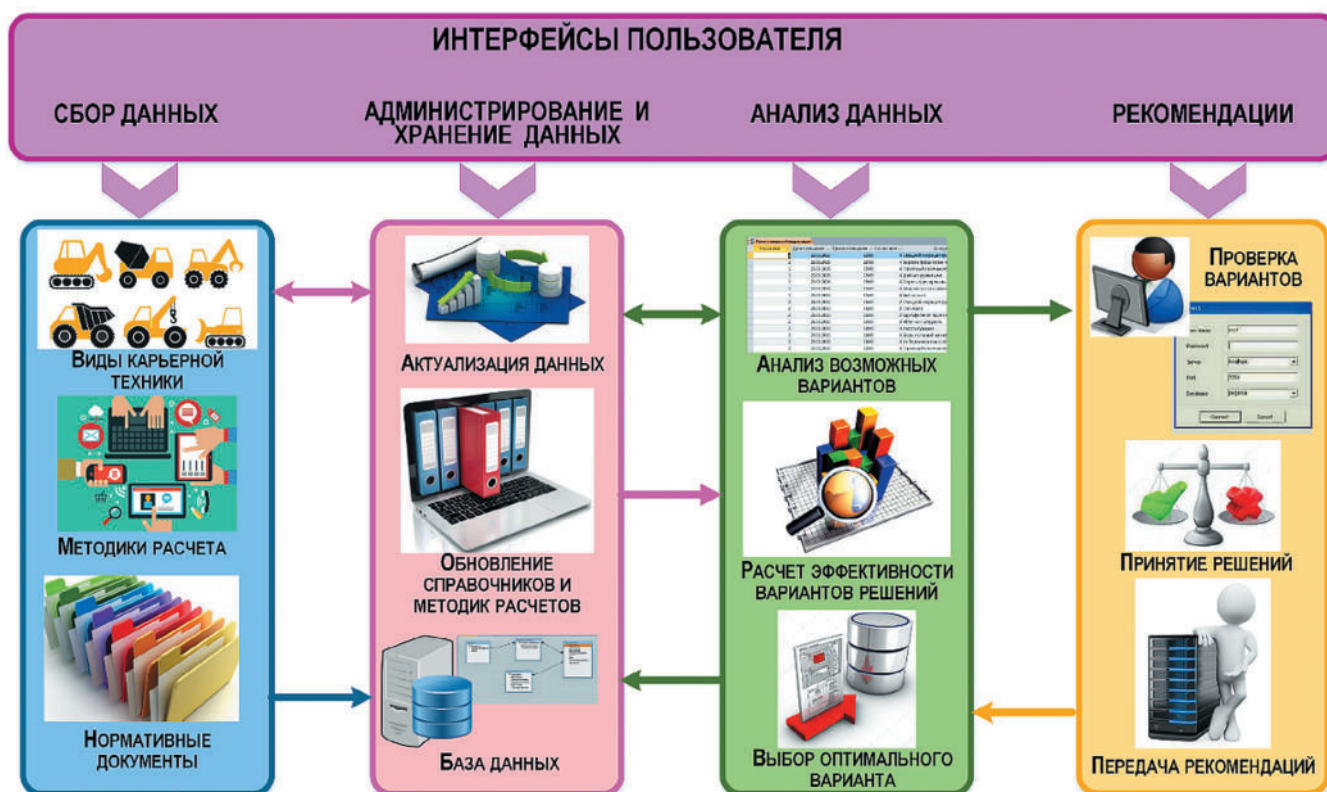 ИНТЕРФЕЙСЫ ПОЛЬЗОВАТЕЛЯ
СБОР ДАННЫХ
АДМИНИСТРИРОВАНИЕ И
ХРАНЕНИЕ ДАННЫХ
АНАЛИЗ ДАННЫХ
РЕКОМЕНДАЦИИ
ВИДЫ КАРЬЕРНОЙ
ТЕХНИКИ
МЕТОДИКИ РАСЧЕТА
НОРМАТИВНЫЕ
ДОКУМЕНТЫ
АКТУАЛИЗАЦИЯ ДАННЫХ
ОБНОВЛЕНИЕ
СПРАВОЧНИКОВ И
МЕТОДИК РАСЧЕТОВ
БАЗА ДАННЫХ
АНАЛИЗ ВОЗМОЖНЫХ
ВАРИАНТОВ
РАСЧЕТ ЭФФЕКТИВНОСТИ
ВАРИАНТОВ РЕШЕНИЙ
ВЫБОР ОПТИМАЛЬНОГО
ВАРИАНТА
ПРОВЕРКА
ВАРИАНТОВ
ПРИНЯТИЕ РЕШЕНИЙ
ПЕРЕДАЧА РЕКОМЕНДАЦИЙ